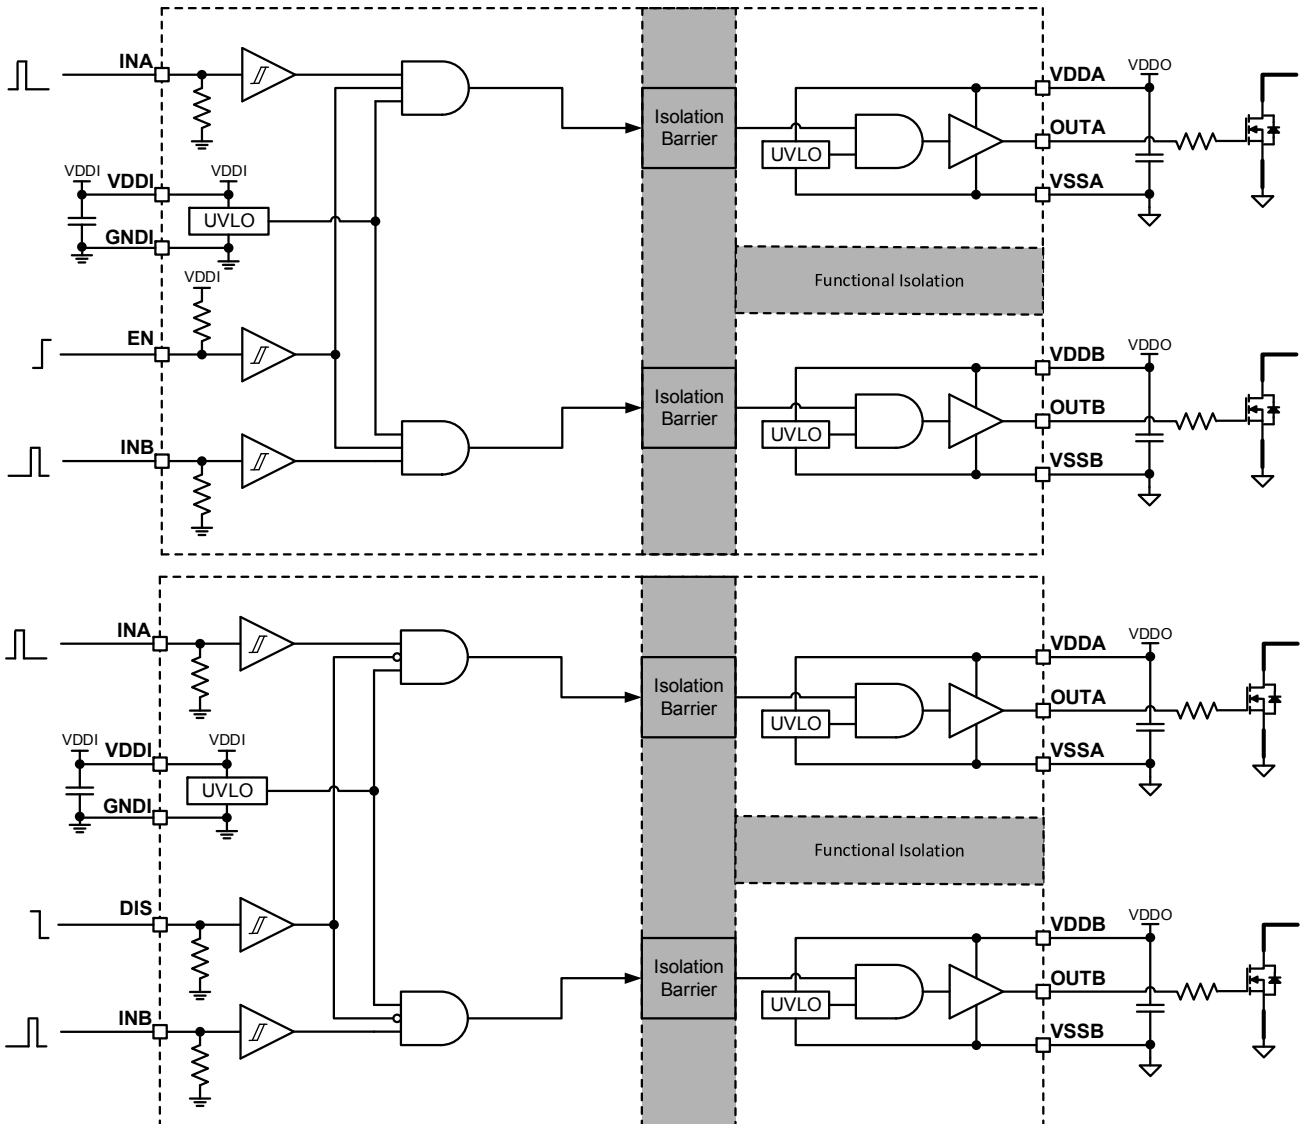 INA
VDDA
VDDO
Isolation
Barrier
OUTA
UVLO
VDDI
VDDI
VDDI
VSSA
UVLO
GNDI
VDDI
Functional Isolation
EN
VDDB
VDDO
Isolation
Barrier
OUTB
UVLO
INB
VSSB
INA
VDDA
VDDO
Isolation
Barrier
OUTA
UVLO
VDDI
VDDI
VDDI
VSSA
UVLO
GNDI
Functional Isolation
DIS
VDDB
VDDO
Isolation
Barrier
OUTB
UVLO
INB
VSSB